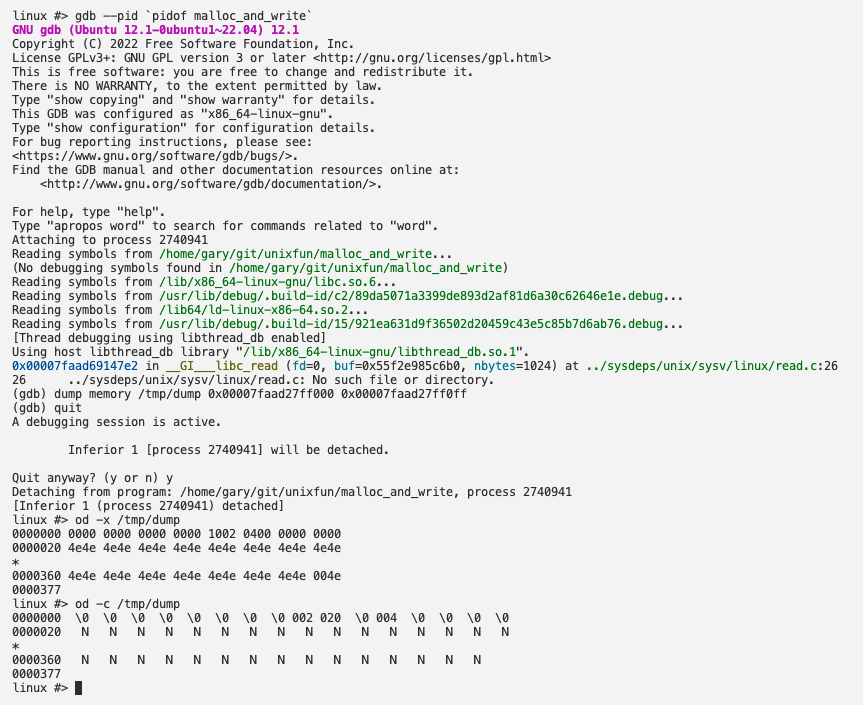 linux #> gdb --pid `pidof malloc_and_write`
GNU gdb (Ubuntu 12.1-0ubuntu1~22.04) 12.1
Copyright (C) 2022 Free Software Foundation, Inc.
License GPLv3+: GNU GPL version 3 or later <http://gnu.org/licenses/gpl.html>
This is free software: you are free to change and redistribute it.
There is NO WARRANTY, to the extent permitted by law.
Type "show copying" and "show warranty" for details.
This GDB was configured as "x86_64-linux-gnu".
Type "show configuration" for configuration details.
For bug reporting instructions, please see:
<https://www.gnu.org/software/gdb/bugs/>.
Find the GDB manual and other documentation resources online at:
    <http://www.gnu.org/software/gdb/documentation/>.

For help, type "help".
Type "apropos word" to search for commands related to "word".
Attaching to process 2740941
Reading symbols from /home/gary/git/unixfun/malloc_and_write...
(No debugging symbols found in /home/gary/git/unixfun/malloc_and_write)
Reading symbols from /lib/x86_64-linux-gnu/libc.so.6...
Reading symbols from /usr/lib/debug/.build-id/c2/89da5071a3399de893d2af81d6a30c62646e1e.debug...
Reading symbols from /lib64/ld-linux-x86-64.so.2...
Reading symbols from /usr/lib/debug/.build-id/15/921ea631d9f36502d20459c43e5c85b7d6ab76.debug...
[Thread debugging using libthread_db enabled]
Using host libthread_db library "/lib/x86_64-linux-gnu/libthread_db.so.1".
0x00007faad69147e2 in __GI___libc_read (fd=0, buf=0x55f2e985c6b0, nbytes=1024) at ../sysdeps/unix/sysv/linux/read.c:26
26      ../sysdeps/unix/sysv/linux/read.c: No such file or directory.
(gdb) dump memory /tmp/dump 0x00007faad27ff000 0x00007faad27ff0ff
(gdb) quit
A debugging session is active.

        Inferior 1 [process 2740941] will be detached.

Quit anyway? (y or n) y
Detaching from program: /home/gary/git/unixfun/malloc_and_write, process 2740941
[Inferior 1 (process 2740941) detached]
linux #> od -x /tmp/dump
0000000 0000 0000 0000 0000 1002 0400 0000 0000
0000020 4e4e 4e4e 4e4e 4e4e 4e4e 4e4e 4e4e 4e4e
*
0000360 4e4e 4e4e 4e4e 4e4e 4e4e 4e4e 4e4e 004e
0000377
linux #> od -c /tmp/dump
0000000  \0  \0  \0  \0  \0  \0  \0  \0 002 020  \0 004  \0  \0  \0  \0
0000020   N   N   N   N   N   N   N   N   N   N   N   N   N   N   N   N
*
0000360   N   N   N   N   N   N   N   N   N   N   N   N   N   N   N
0000377
linux #>